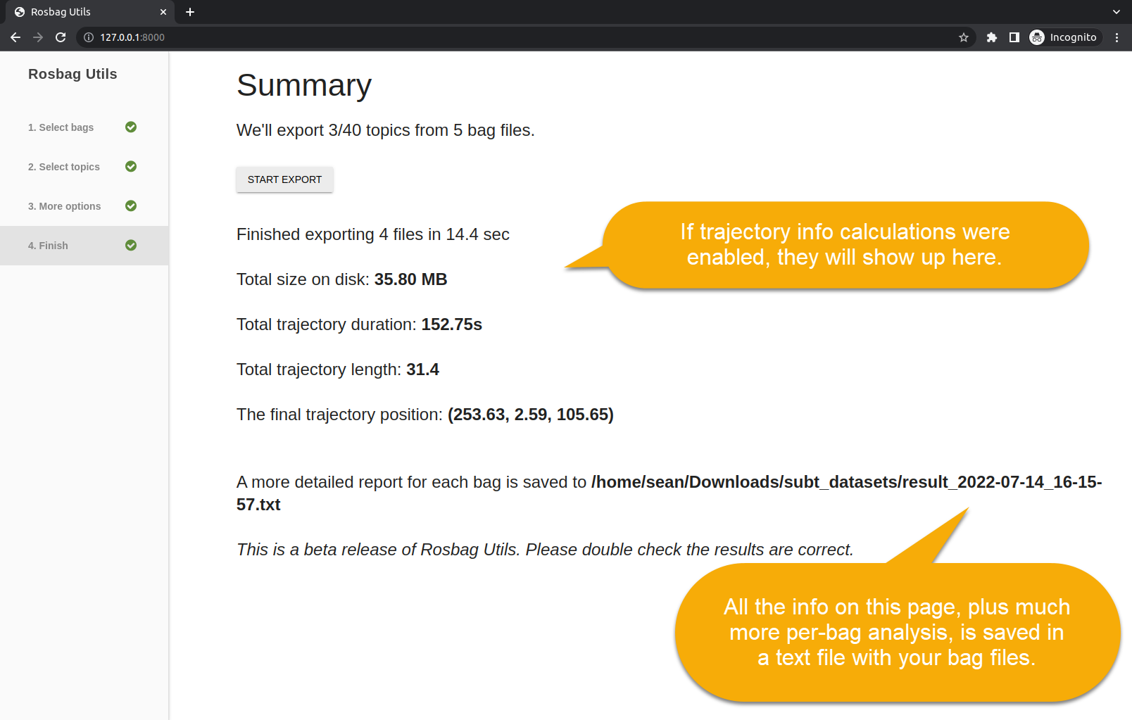 Rosbag Utils
127.0.0.1:8000
Incognito
Rosbag Utils
1. Select bags
2. Select topics
3. More options
4. Finish
Summary
We'll export 3/40 topics from 5 bag files.
START EXPORT
Finished exporting 4 files in 14.4 sec
If trajectory info calculations were
enabled, they will show up here.
Total size on disk: 35.80 MB
Total trajectory duration: 152.75s
Total trajectory length: 31.4
The final trajectory position: (253.63, 2.59, 105.65)
A more detailed report for each bag is saved to /home/sean/Downloads/subt_datasets/result_2022-07-14_16-15-
57.txt
This is a beta release of Rosbag Utils. Please double check the results are correct.
All the info on this page, plus much
more per-bag analysis, is saved in
a text file with your bag files.